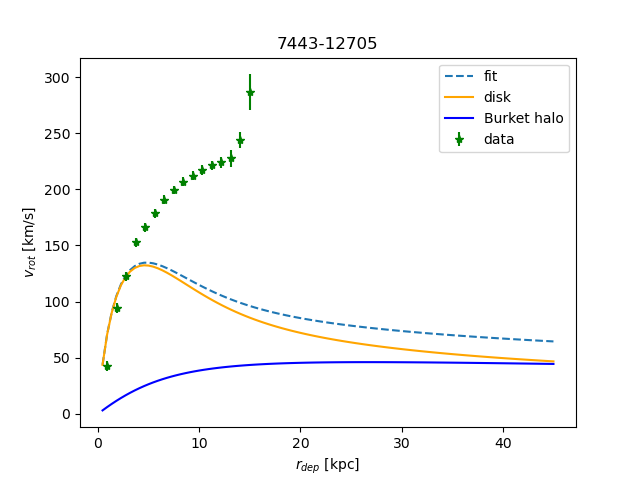 7443-12705
300
250
200
150
100
50
0
v_rot [km/s]
fit
disk
Burket halo
data
0 10 20 30 40
r_dep [kpc]